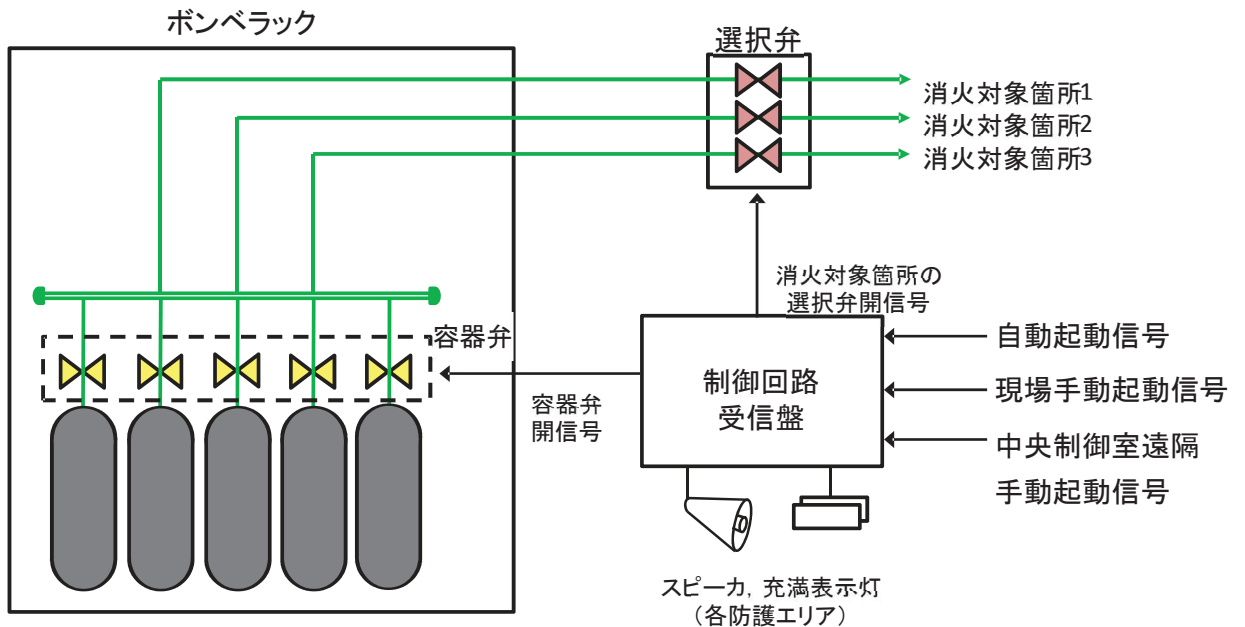 ボンベラック
選択弁
消火対象箇所1
消火対象箇所2
消火対象箇所3
消火対象箇所の
選択弁開信号
容器弁
容器弁
開信号
制御回路
受信盤
自動起動信号
現場手動起動信号
中央制御室遠隔
手動起動信号
スピーカ，充満表示灯
（各防護エリア）